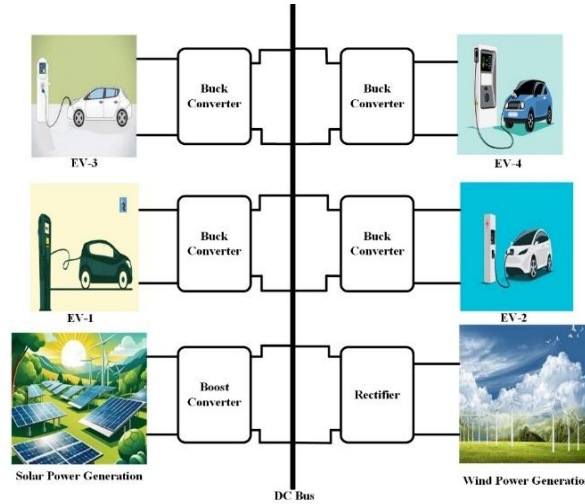 Buck
Converter
Buck
Converter
EV-3
EV-4
Buck
Converter
Buck
Converter
EV-1
EV-2
Boost
Converter
Rectifier
Solar Power Generation
Wind Power Generatio
DC Bus